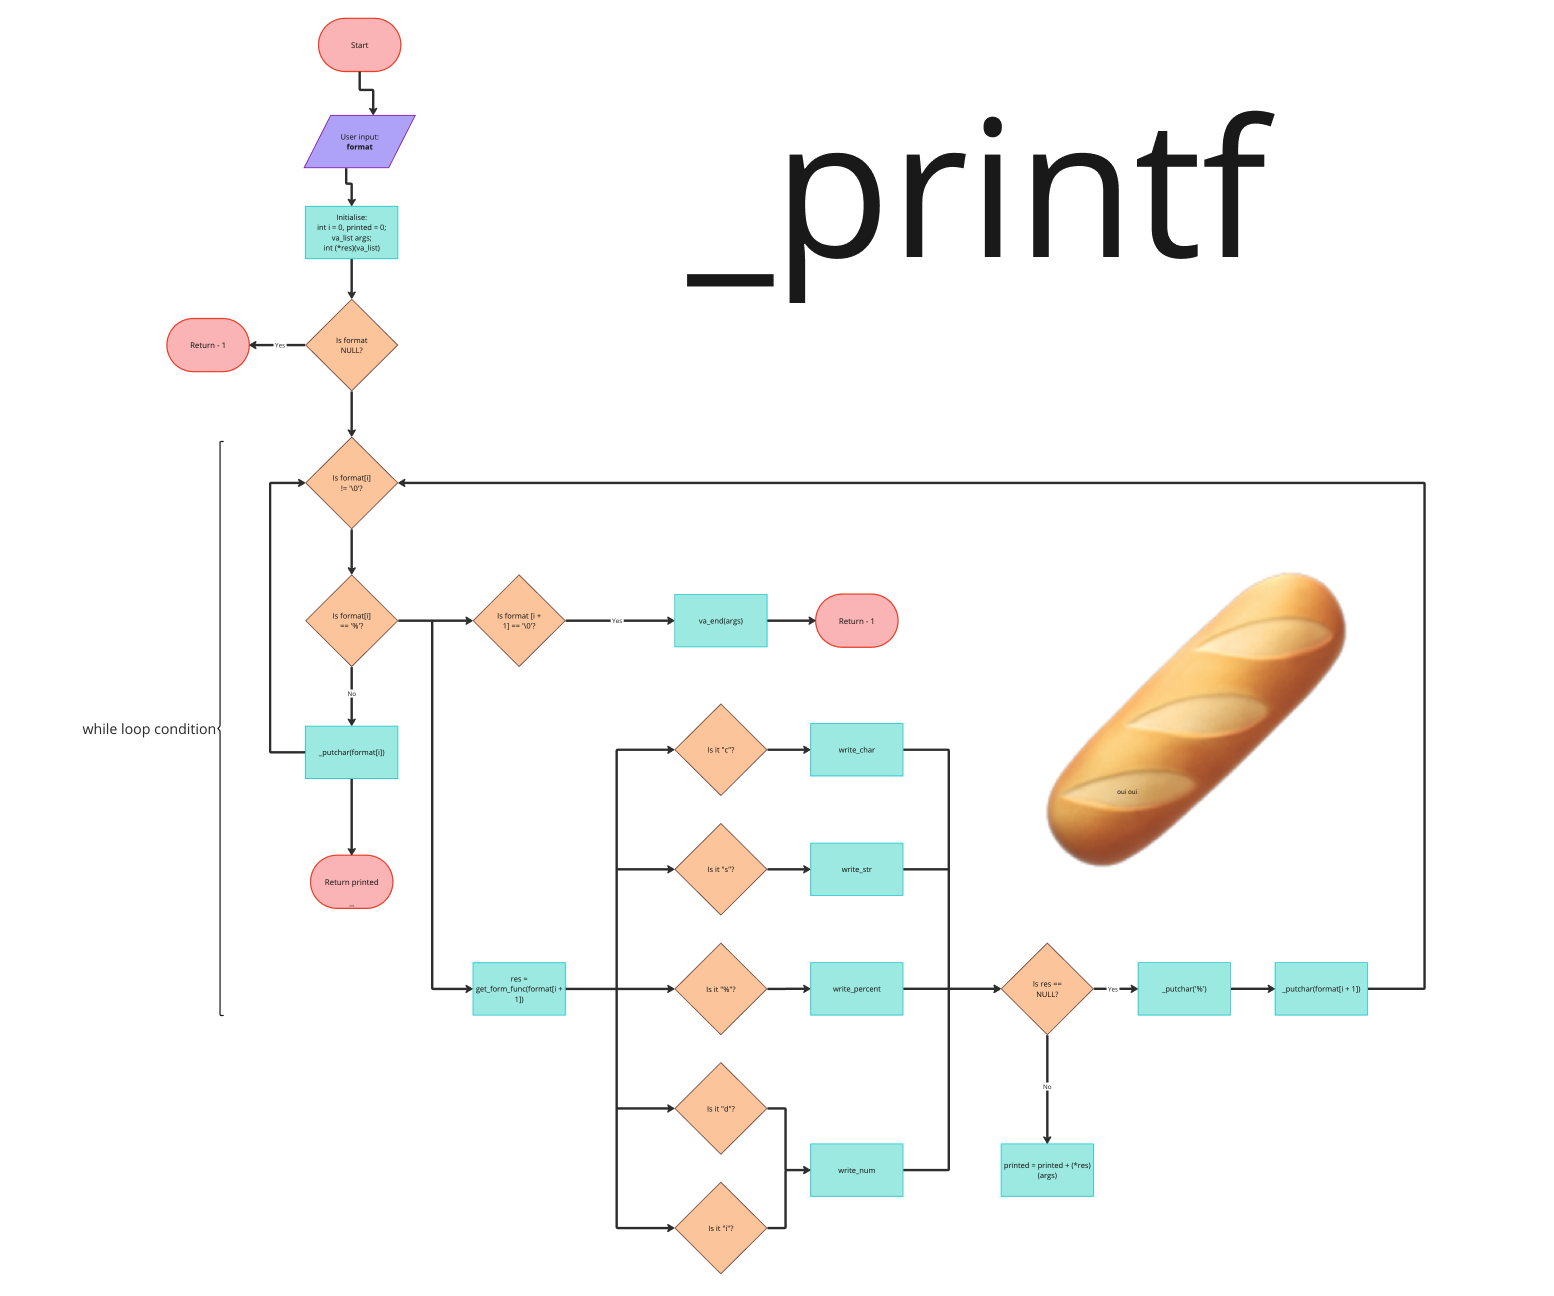 Start
_printf
User input:
format
Initialise:
int i = 0, printed = 0;
va_list args;
int (*res)(va_list)
Is format
NULL?
Yes
Return - 1
Is format[i]
!= '\0'?
Is format[i]
== '%'?
Is format [i +
1] == '\0'?
Yes
va_end(args)
Return - 1
No
while loop condition
_putchar(format[i])
Is it "c"?
write_char
oui oui
Is it "s"?
write_str
Return printed
_
res =
get_form_func(format[i +
1])
Is it "%"?
write_percent
Is res ==
NULL?
Yes
_putchar('%')
_putchar(format[i + 1])
No
Is it "d"?
write_num
printed = printed + (*res)
(args)
Is it "i"?